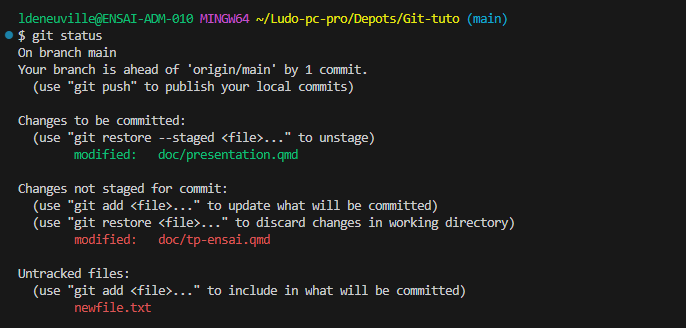 ldeneuville@ENSAI-ADM-010 MINGW64 ~/Ludo-pc-pro/Depots/Git-tuto (main)
$ git status
On branch main
Your branch is ahead of 'origin/main' by 1 commit.
  (use "git push" to publish your local commits)

Changes to be committed:
  (use "git restore --staged <file>..." to unstage)
        modified:   doc/presentation.qmd

Changes not staged for commit:
  (use "git add <file>..." to update what will be committed)
  (use "git restore <file>..." to discard changes in working directory)
        modified:   doc/tp-ensai.qmd

Untracked files:
  (use "git add <file>..." to include in what will be committed)
        newfile.txt